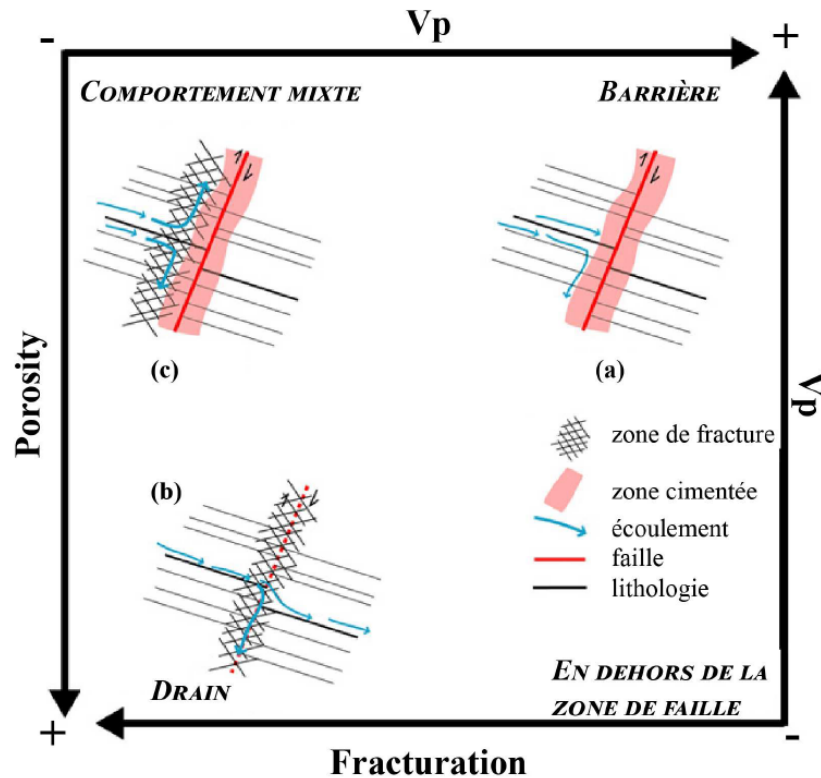 Vp
-
+
COMPORTEMENT MIXTE
BARRIÈRE
(c)
(a)
Porosity
Vp
zone de fracture
zone cimentée
écoulement
faille
lithologie
(b)
DRAIN
EN DEHORS DE LA
ZONE DE FAILLE
+
-
Fracturation